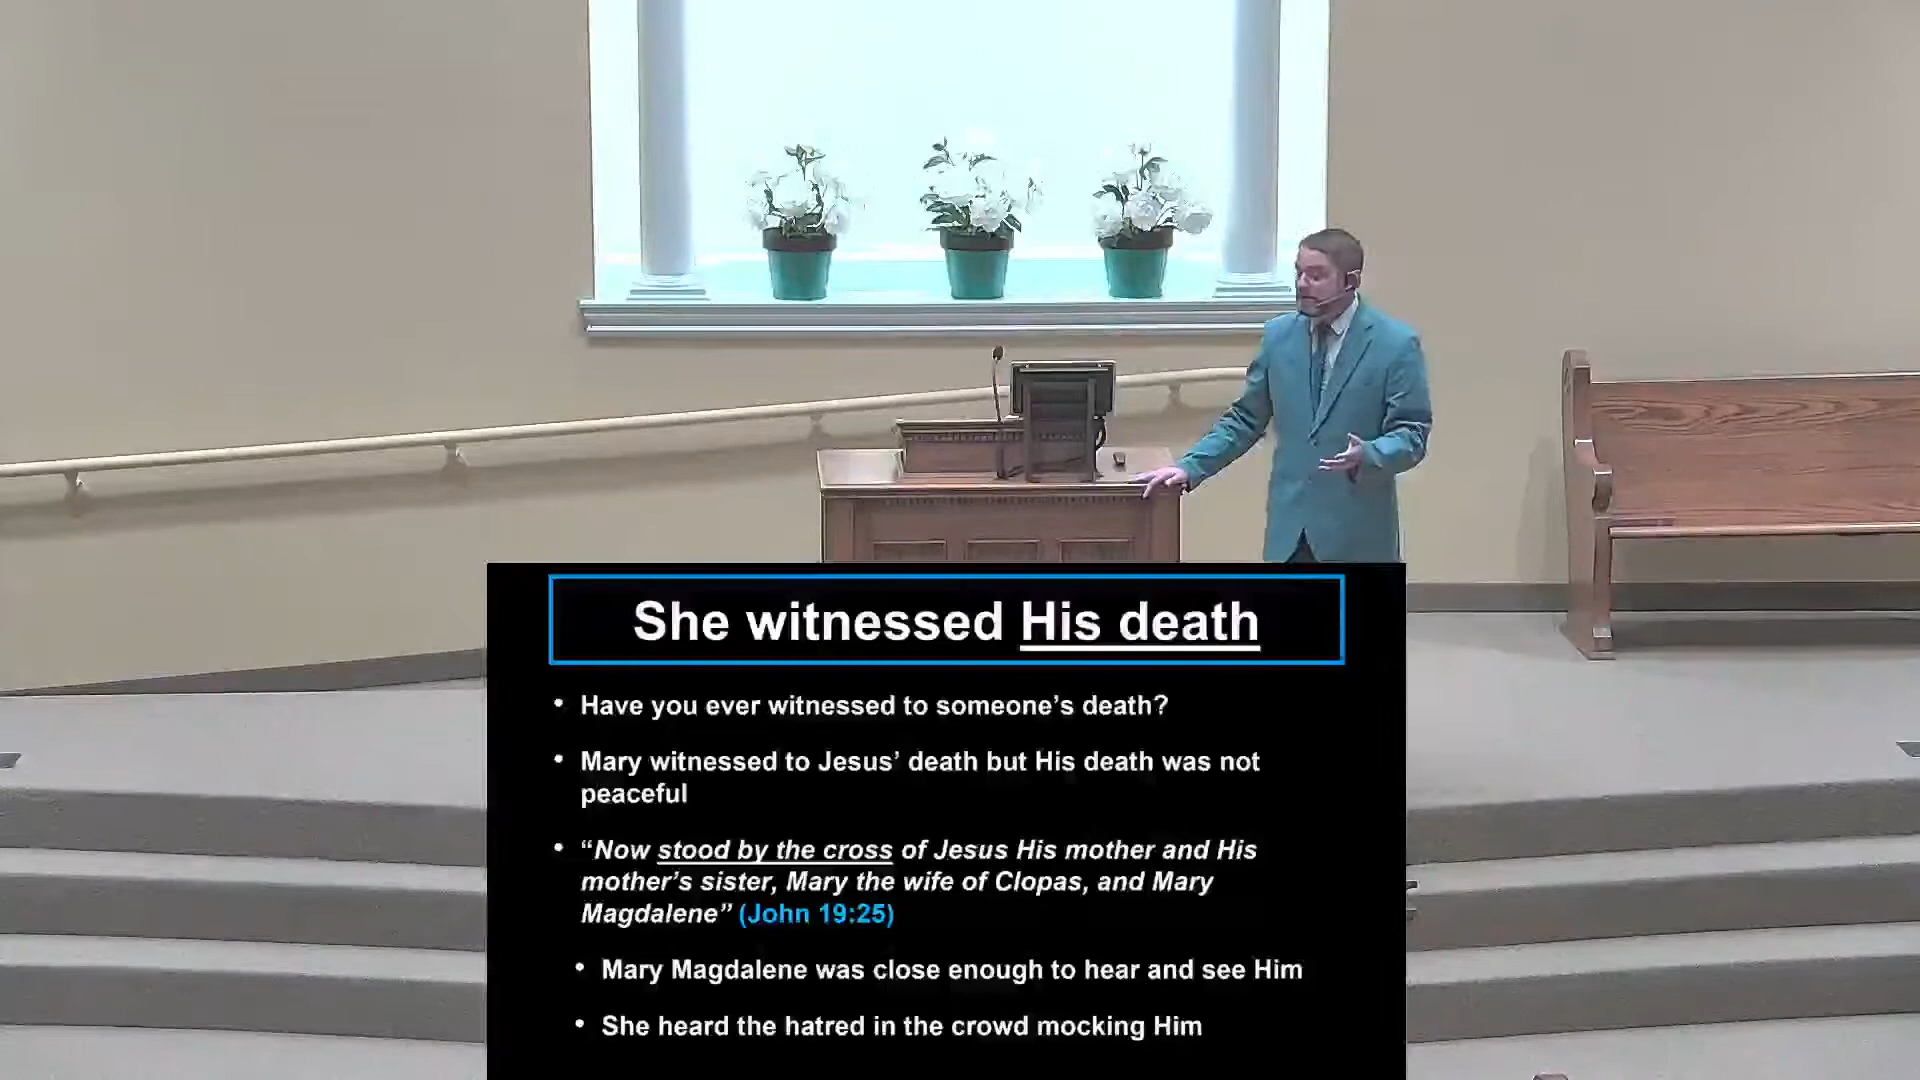 She witnessed His death
• Have you ever witnessed to someone’s death?
• Mary witnessed to Jesus’ death but His death was not
peaceful
• “Now stood by the cross of Jesus His mother and His
mother’s sister, Mary the wife of Clopas, and Mary
Magdalene” (John 19:25)
• Mary Magdalene was close enough to hear and see Him
• She heard the hatred in the crowd mocking Him